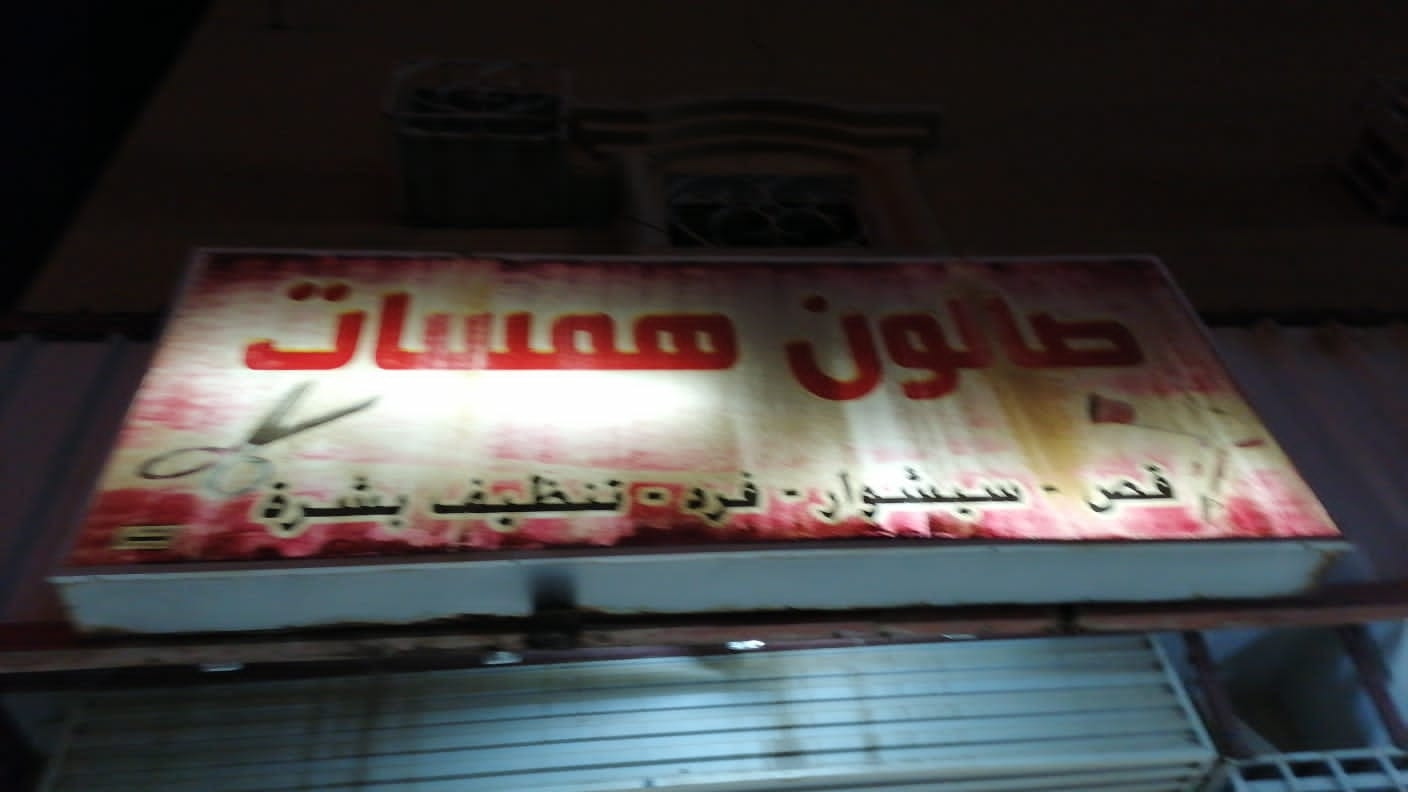 صالون همسات
قص - سيشوار - فرد - تنظيف بشرة